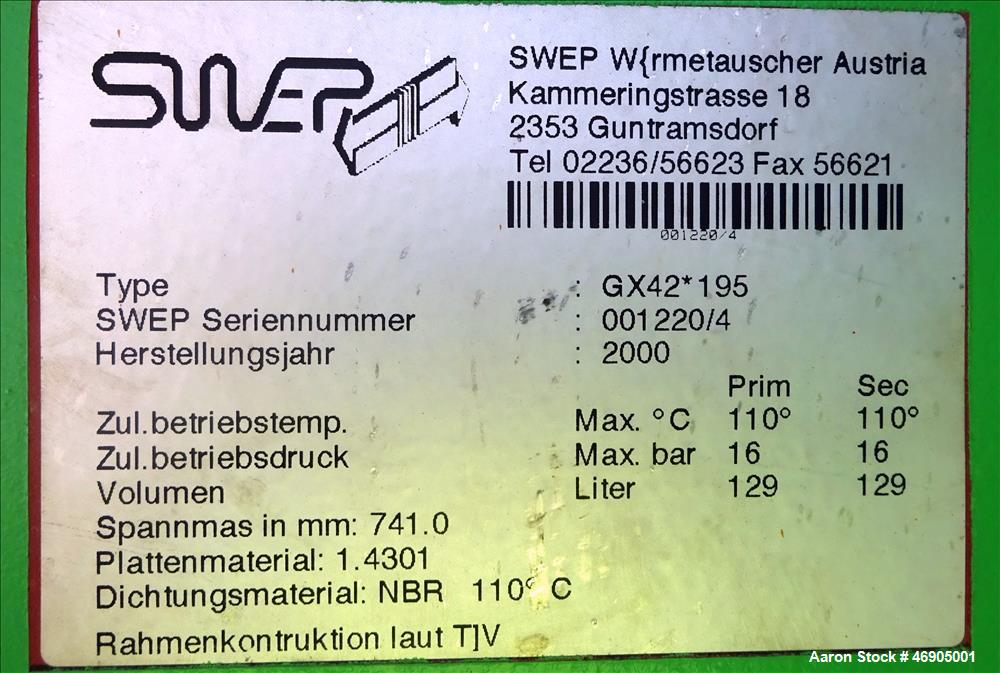 SWEP
SWEP W{rmetauscher Austria
Kammeringstrasse 18
2353 Guntramsdorf
Tel 02236/56623 Fax 56621
001220/4
Type : GX42*195
SWEP Seriennummer : 001220/4
Herstellungsjahr : 2000
Prim Sec
Zul.betriebstemp. Max. °C 110° 110°
Zul.betriebsdruck Max. bar 16 16
Volumen Liter 129 129
Spannmas in mm: 741.0
Plattenmaterial: 1.4301
Dichtungsmaterial: NBR 110° C
Rahmenkontruktion laut T]V
Aaron Stock # 46905001